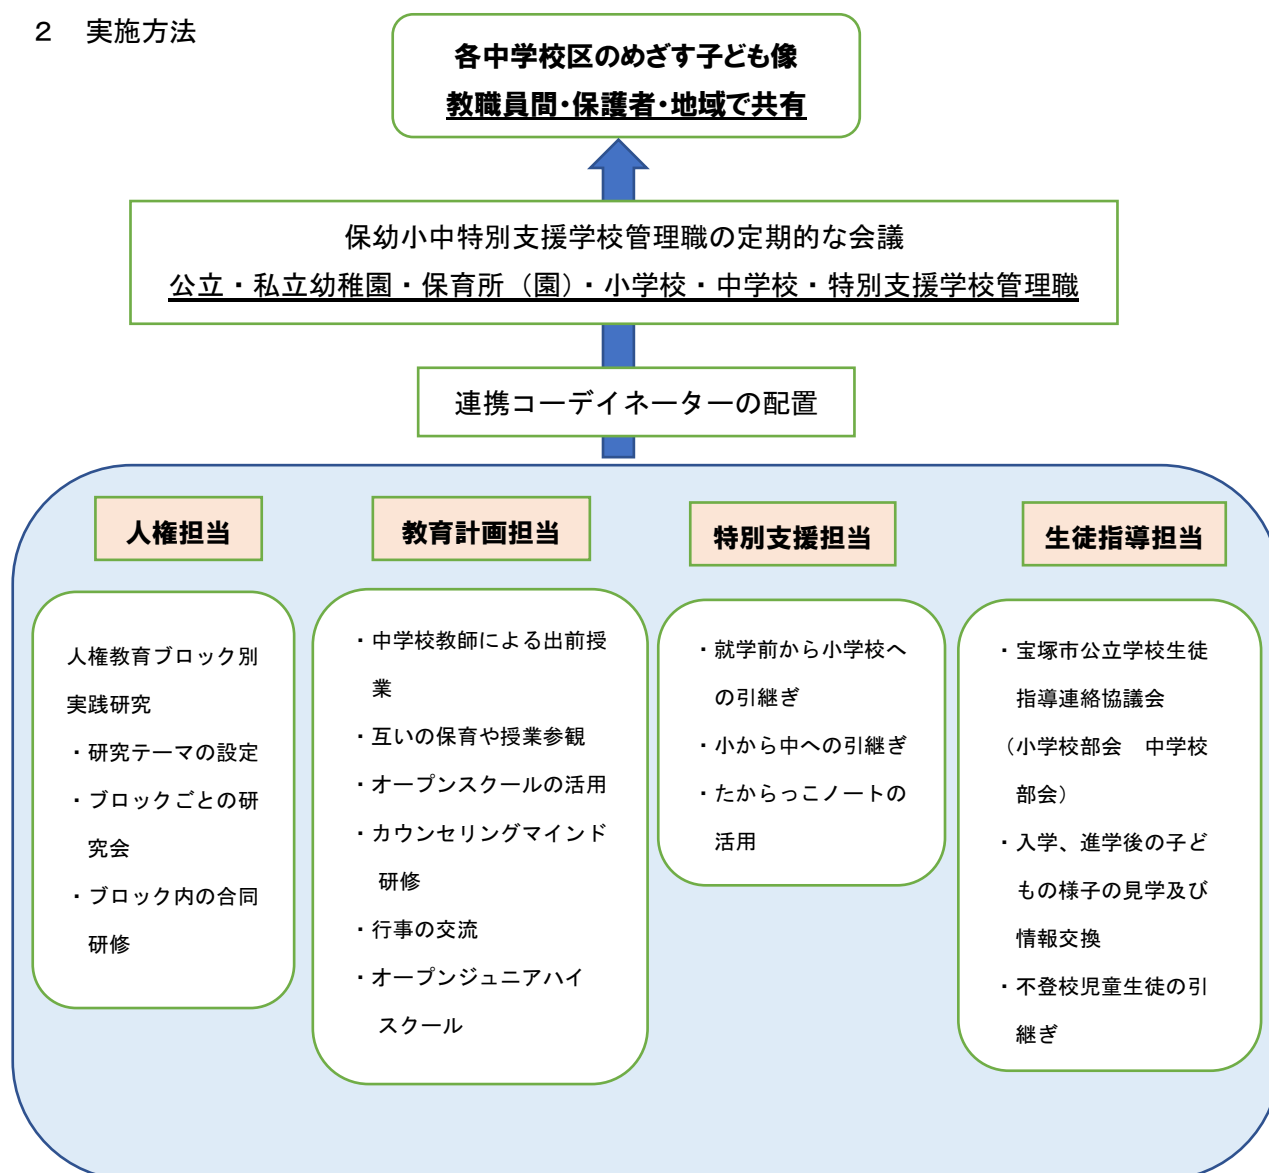 ２　実施方法
各中学校区のめざす子ども像
教職員間・保護者・地域で共有
保幼小中特別支援学校管理職の定期的な会議
公立・私立幼稚園・保育所（園）・小学校・中学校・特別支援学校管理職
連携コーデイネーターの配置
人権担当
人権教育ブロック別
実践研究
・研究テーマの設定
・ブロックごとの研
究会
・ブロック内の合同
研修
教育計画担当
・中学校教師による出前授
業
・互いの保育や授業参観
・オープンスクールの活用
・カウンセリングマインド
研修
・行事の交流
・オープンジュニアハイ
スクール
特別支援担当
・就学前から小学校へ
の引継ぎ
・小から中への引継ぎ
・たからっこノートの
活用
生徒指導担当
・宝塚市公立学校生徒
指導連絡協議会
（小学校部会　中学校
部会）
・入学、進学後の子ど
もの様子の見学及び
情報交換
・不登校児童生徒の引
継ぎ